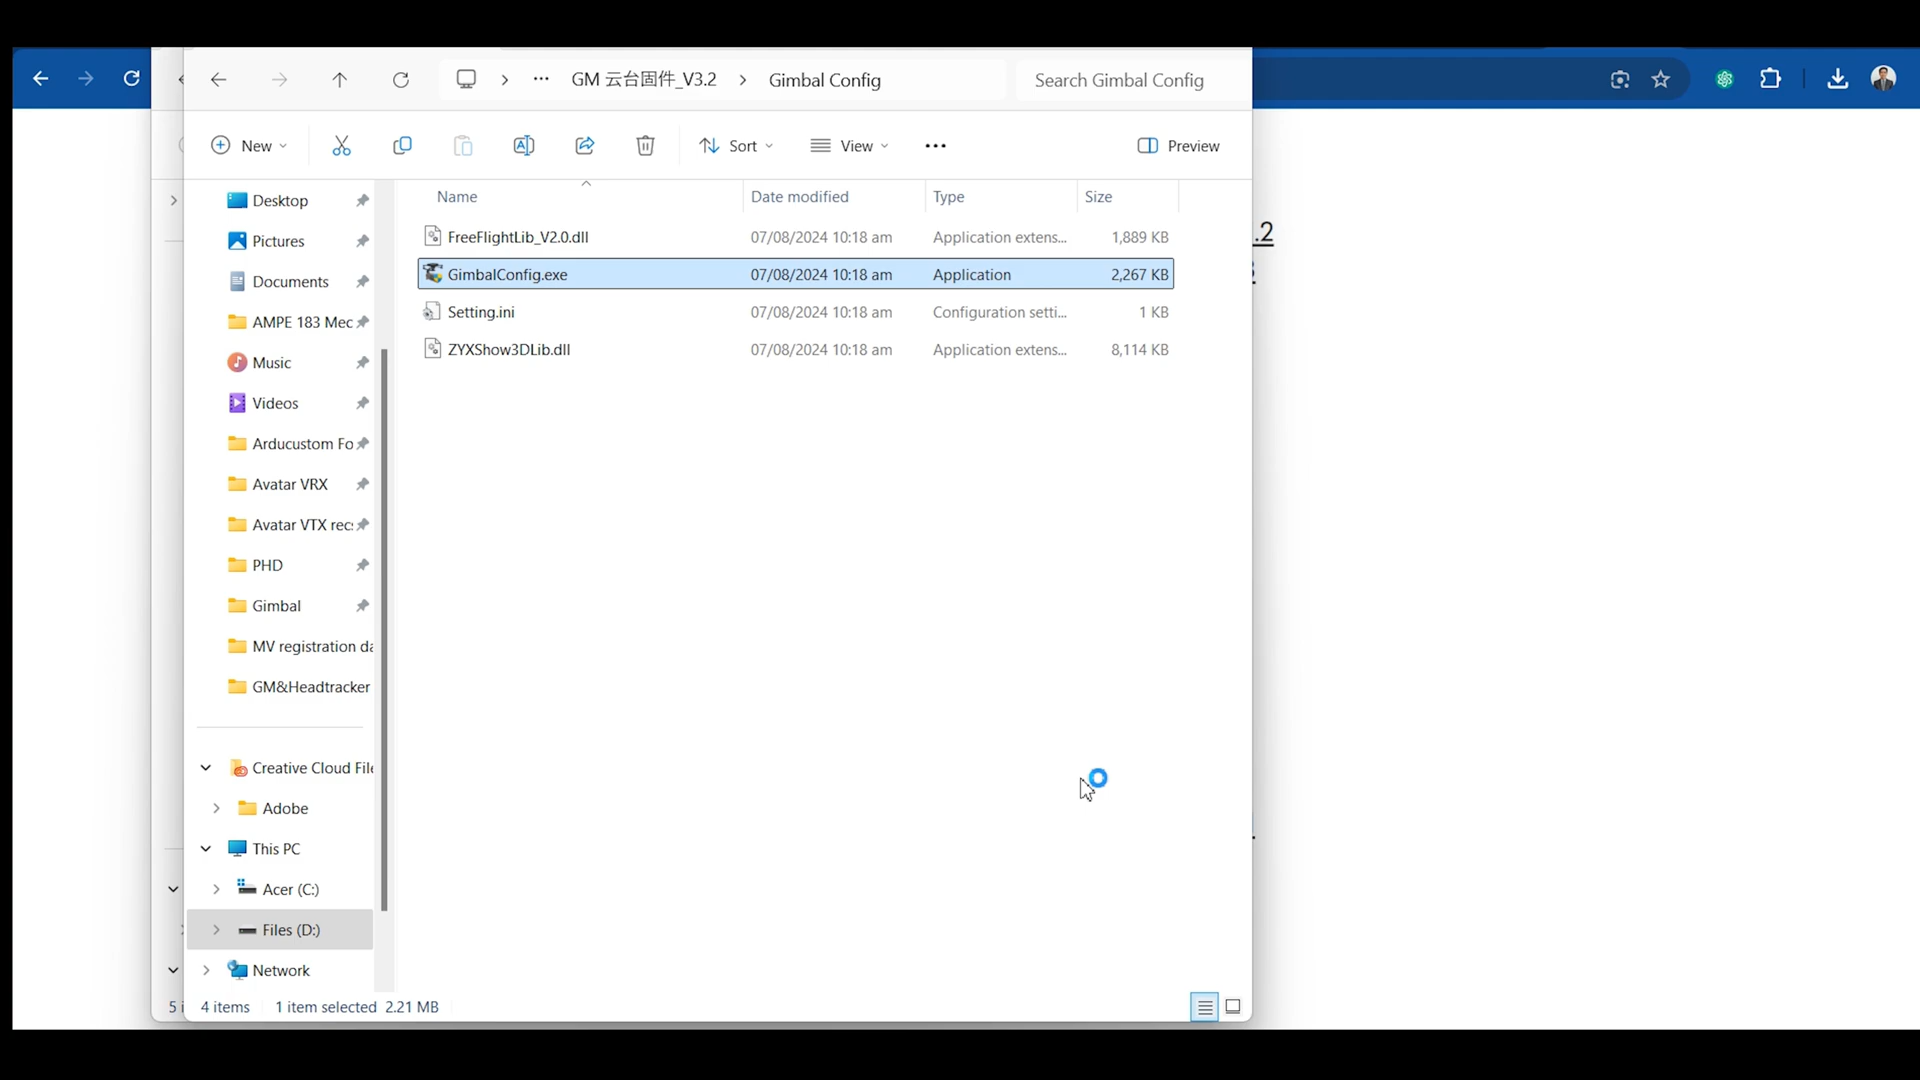 GM 云台固件_V3.2
Gimbal Config
Search Gimbal Config
New
Sort
View
Preview
Name
Date modified
Type
Size
FreeFlightLib_V2.0.dll 07/08/2024 10:18 am Application extens... 1,889 KB
GimbalConfig.exe 07/08/2024 10:18 am Application 2,267 KB
Setting.ini 07/08/2024 10:18 am Configuration setti... 1 KB
ZYXShow3DLib.dll 07/08/2024 10:18 am Application extens... 8,114 KB
Desktop
Pictures
Documents
AMPE 183 Mec
Music
Videos
Arducustom Fo
Avatar VRX
Avatar VTX rec
PHD
Gimbal
MV registration da
GM&Headtracker
Creative Cloud File
Adobe
This PC
Acer (C:)
Files (D:)
Network
.2
5
4 items 1 item selected 2.21 MB